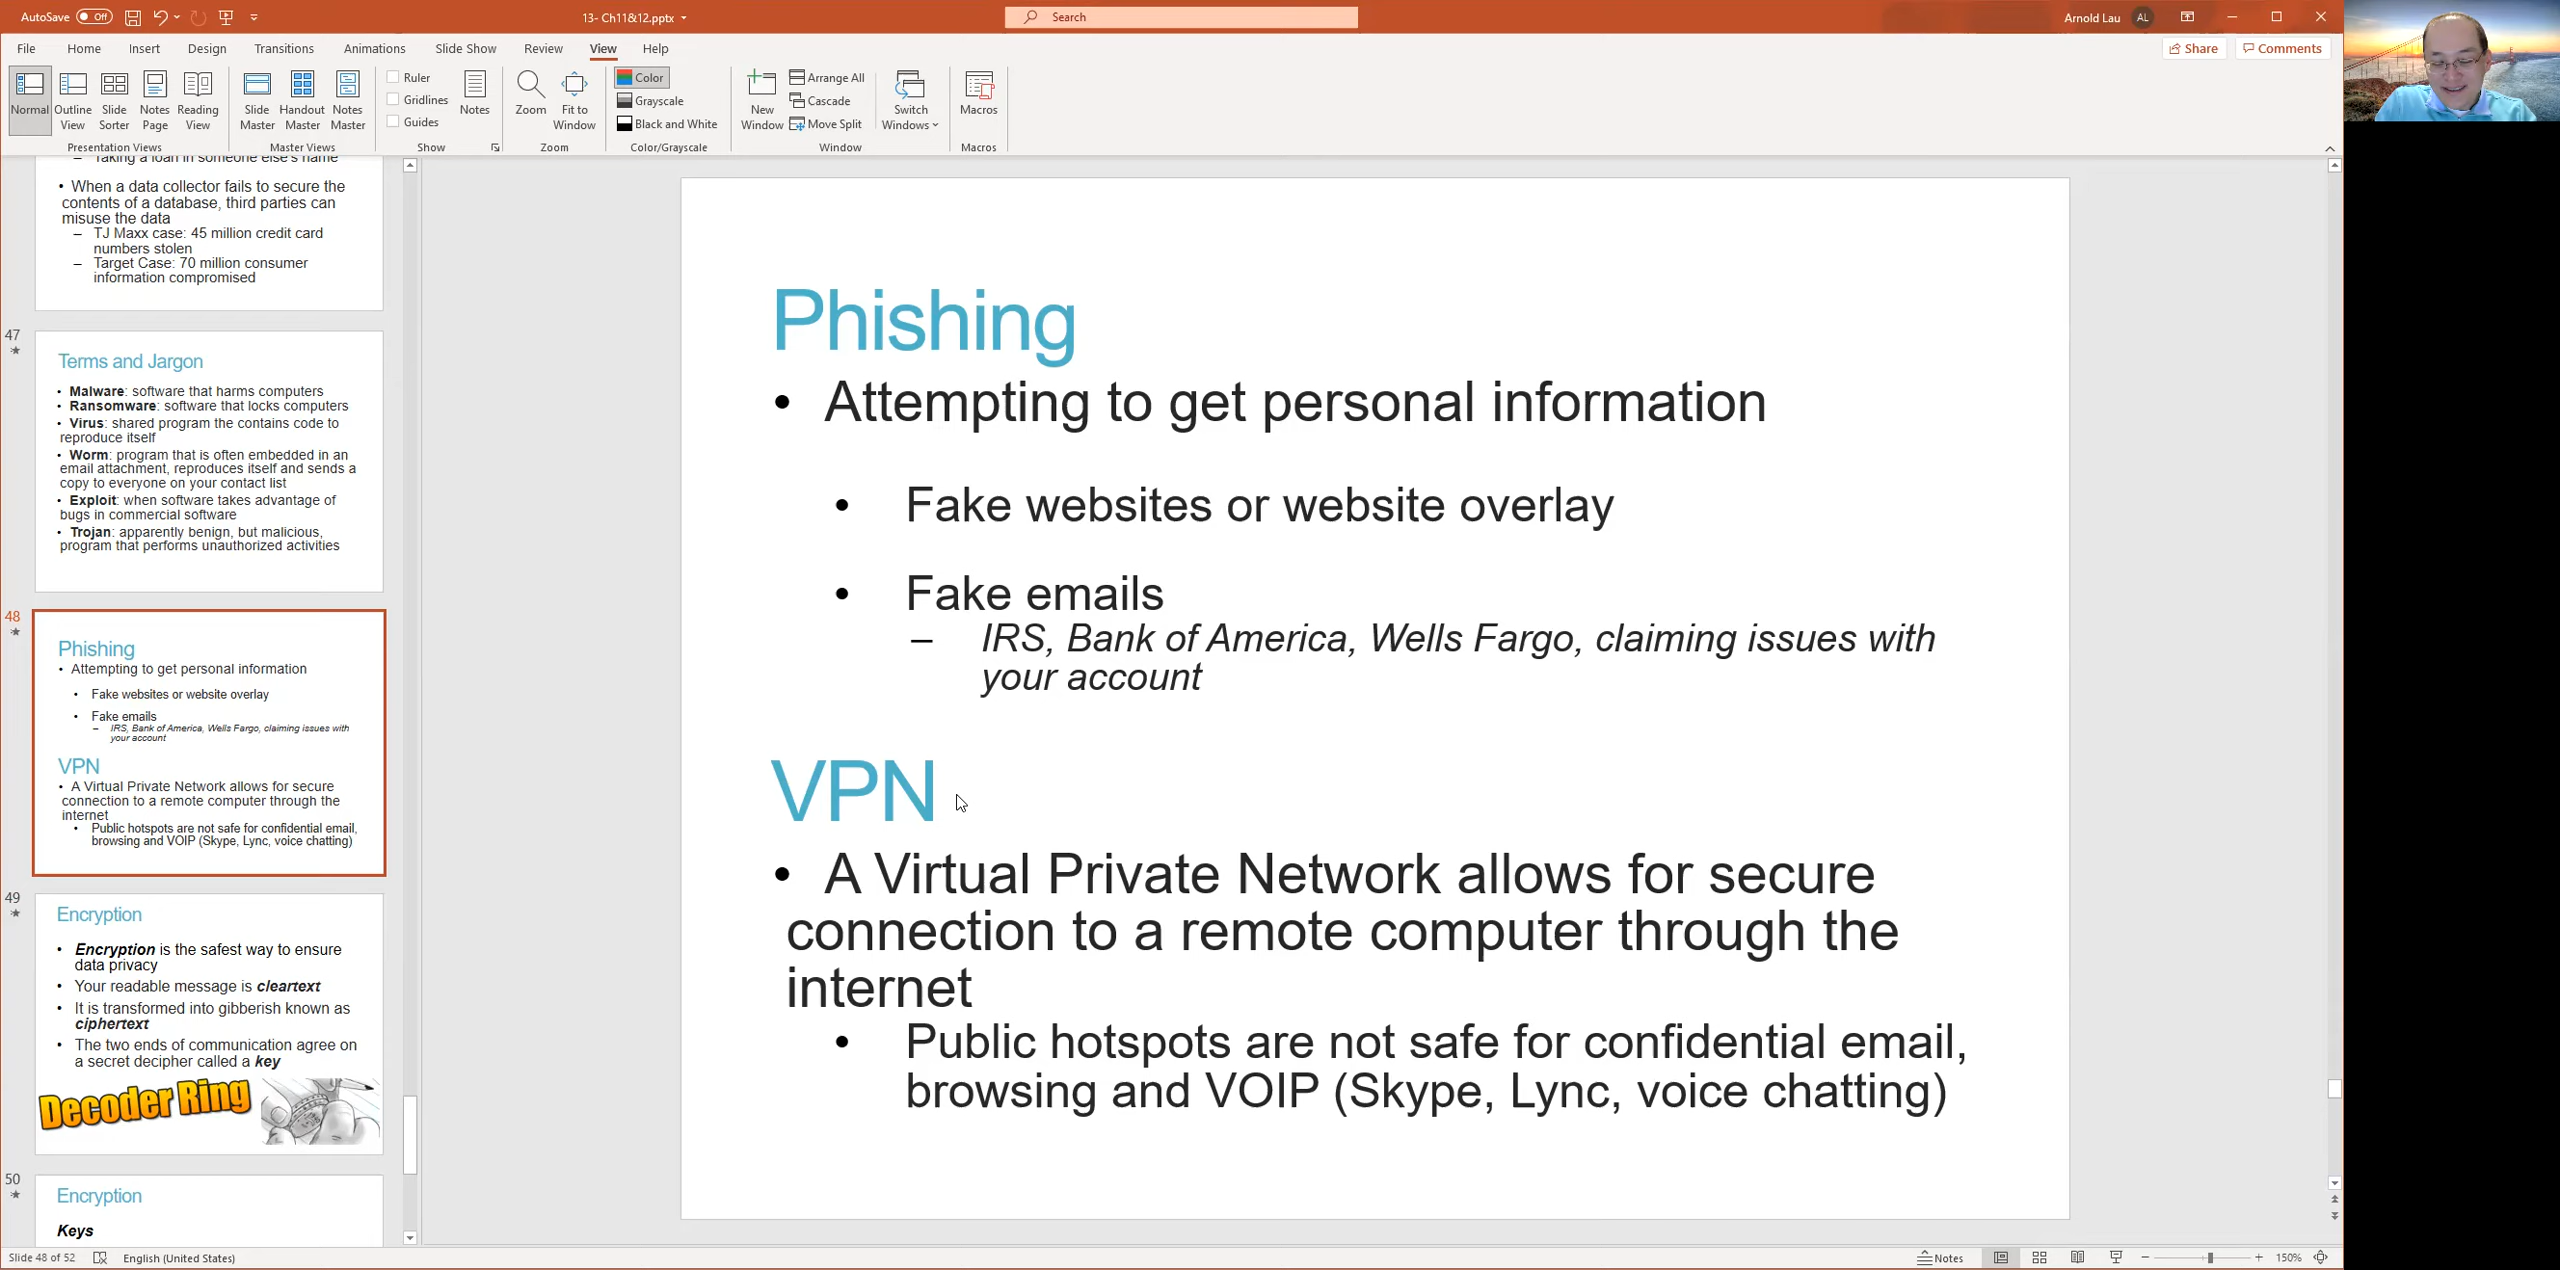 AutoSave Off
13- Ch11&12.pptx
Search
Arnold Lau AL
File Home Insert Design Transitions Animations Slide Show Review View Help
Share Comments
Normal Outline View Slide Sorter Notes Page Reading View
Presentation Views
Slide Master Handout Master Notes Master
Master Views
Ruler
Gridlines
Guides
Notes
Show
Zoom Fit to Window
Zoom
Color
Grayscale
Black and White
Color/Grayscale
New Window
Arrange All
Cascade
Move Split
Switch Windows
Window
Macros
Macros
– Taking a loan in someone else's name
• When a data collector fails to secure the
contents of a database, third parties can
misuse the data
– TJ Maxx case: 45 million credit card
numbers stolen
– Target Case: 70 million consumer
information compromised
47
Terms and Jargon
• Malware: software that harms computers
• Ransomware: software that locks computers
• Virus: shared program the contains code to
reproduce itself
• Worm: program that is often embedded in an
email attachment, reproduces itself and sends a
copy to everyone on your contact list
• Exploit: when software takes advantage of
bugs in commercial software
• Trojan: apparently benign, but malicious,
program that performs unauthorized activities
48
Phishing
• Attempting to get personal information
• Fake websites or website overlay
• Fake emails
– IRS, Bank of America, Wells Fargo, claiming issues with
your account
VPN
• A Virtual Private Network allows for secure
connection to a remote computer through the
internet
• Public hotspots are not safe for confidential email,
browsing and VOIP (Skype, Lync, voice chatting)
49
Encryption
• Encryption is the safest way to ensure
data privacy
• Your readable message is cleartext
• It is transformed into gibberish known as
ciphertext
• The two ends of communication agree on
a secret decipher called a key
Decoder Ring
50
Encryption
Keys
Phishing
• Attempting to get personal information
• Fake websites or website overlay
• Fake emails
– IRS, Bank of America, Wells Fargo, claiming issues with
your account
VPN
• A Virtual Private Network allows for secure
connection to a remote computer through the
internet
• Public hotspots are not safe for confidential email,
browsing and VOIP (Skype, Lync, voice chatting)
Slide 48 of 52 English (United States)
Notes 150%